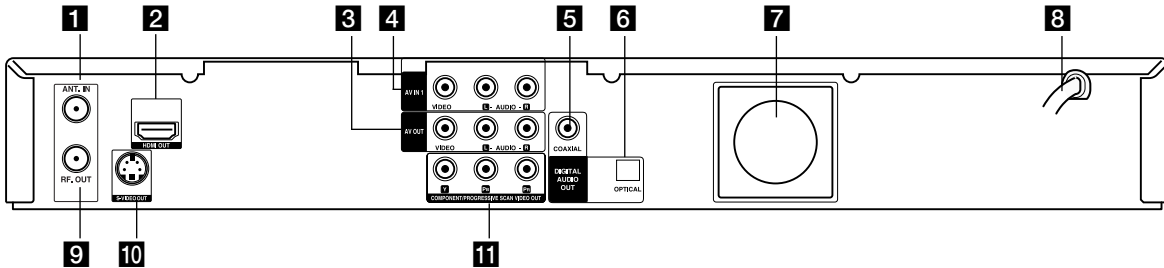 1
2
3
4
5
6
7
8
ANT. IN
RF. OUT
HDMI OUT
S-VIDEO OUT
AV IN 1
VIDEO
L - AUDIO - R
AV OUT
VIDEO
L - AUDIO - R
Y
PB
PR
COMPONENT/PROGRESSIVE SCAN VIDEO OUT
COAXIAL
DIGITAL
AUDIO
OUT
OPTICAL
9
10
11